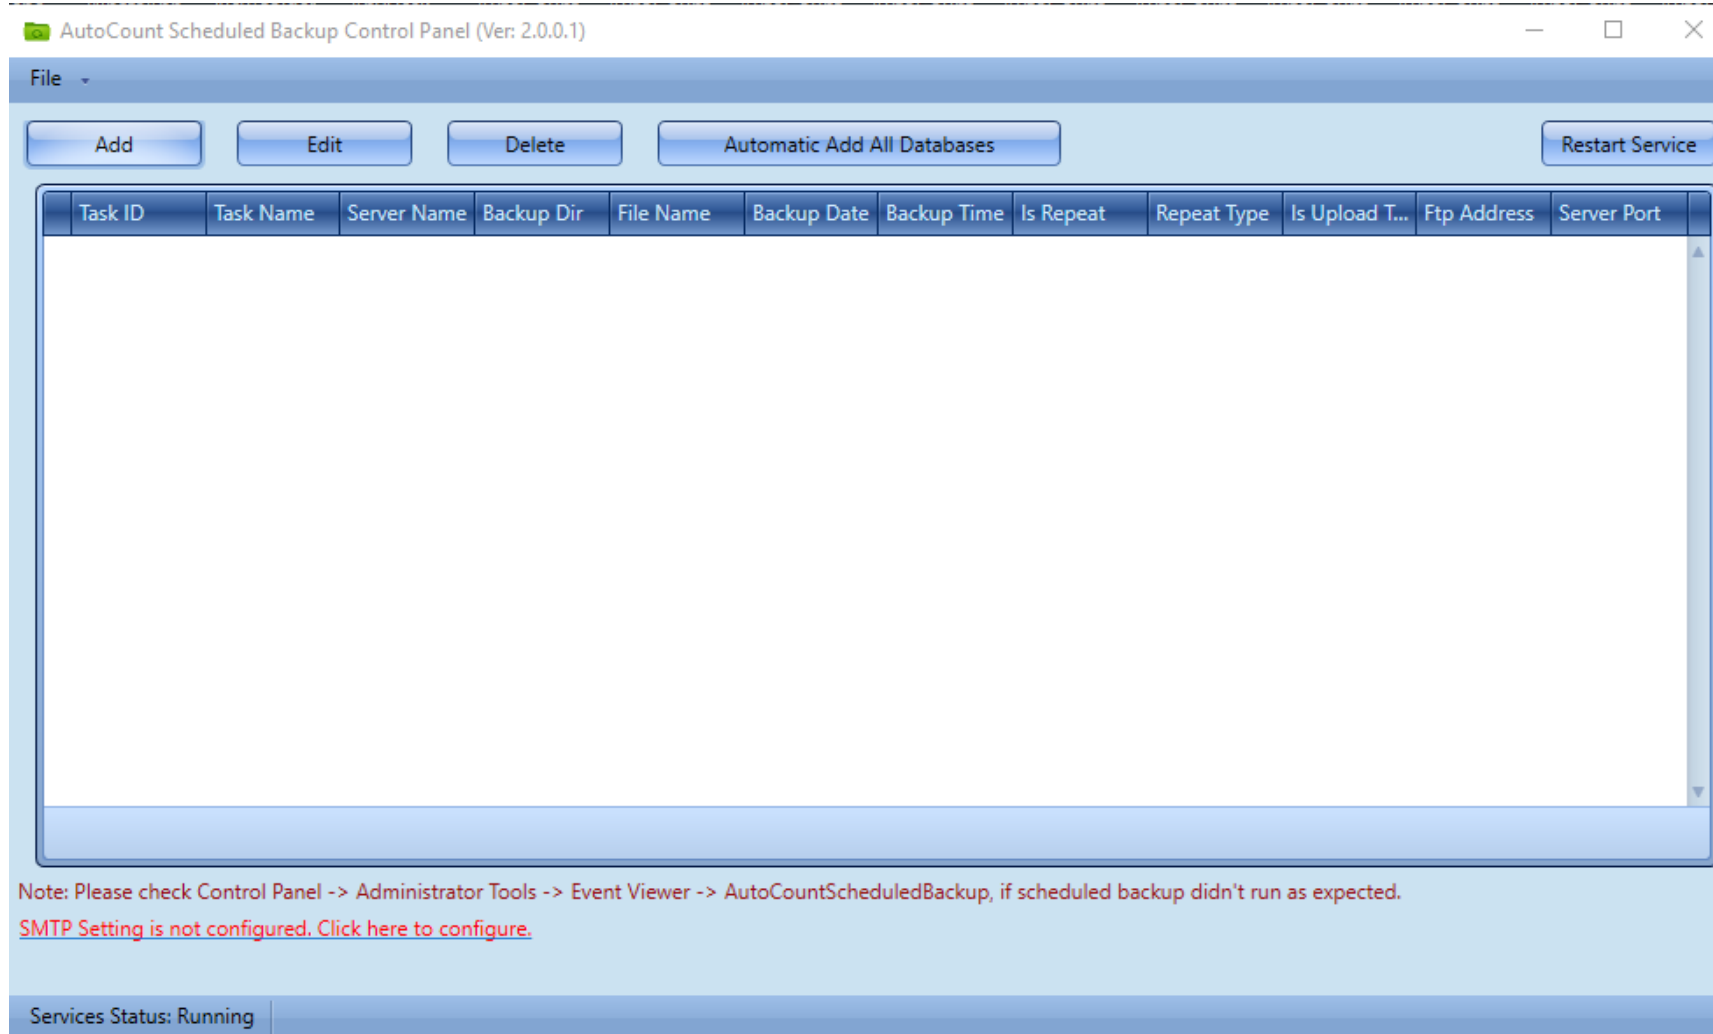 AutoCount Scheduled Backup Control Panel (Ver: 2.0.0.1)
File
Add Edit Delete Automatic Add All Databases Restart Service
Task ID Task Name Server Name Backup Dir File Name Backup Date Backup Time Is Repeat Repeat Type Is Upload T... Ftp Address Server Port
Note: Please check Control Panel -> Administrator Tools -> Event Viewer -> AutoCountScheduledBackup, if scheduled backup didn't run as expected.
SMTP Setting is not configured. Click here to configure.
Services Status: Running